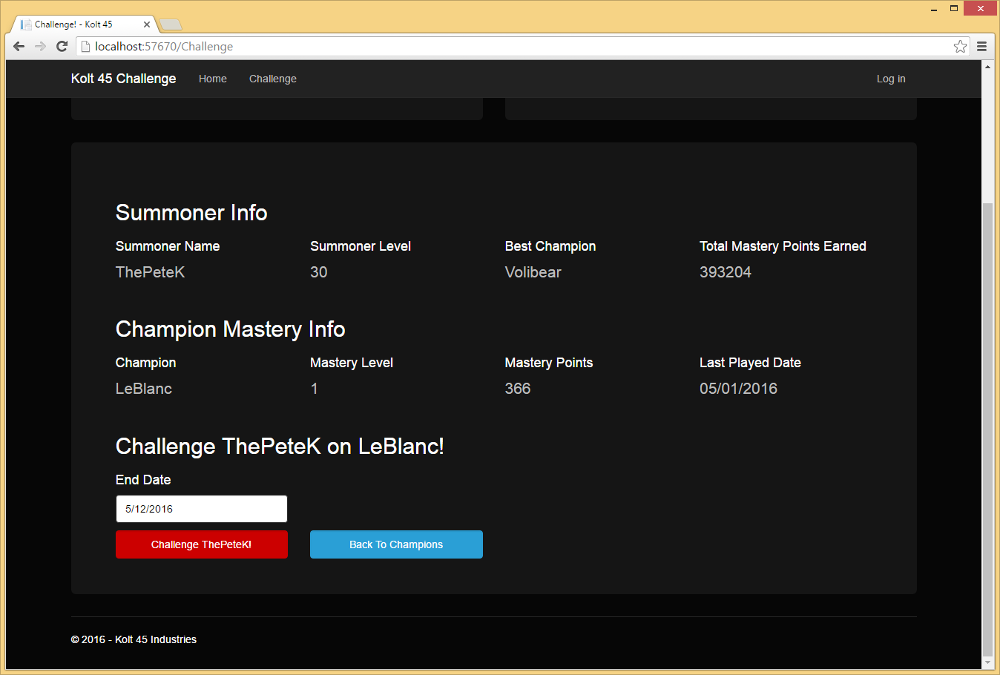 Challenge! - Kolt 45
localhost:57670/Challenge
Kolt 45 Challenge Home Challenge Log in
Summoner Info
Summoner Name Summoner Level Best Champion Total Mastery Points Earned
ThePeteK 30 Volibear 393204
Champion Mastery Info
Champion Mastery Level Mastery Points Last Played Date
LeBlanc 1 366 05/01/2016
Challenge ThePeteK on LeBlanc!
End Date
5/12/2016
Challenge ThePeteK! Back To Champions
© 2016 - Kolt 45 Industries